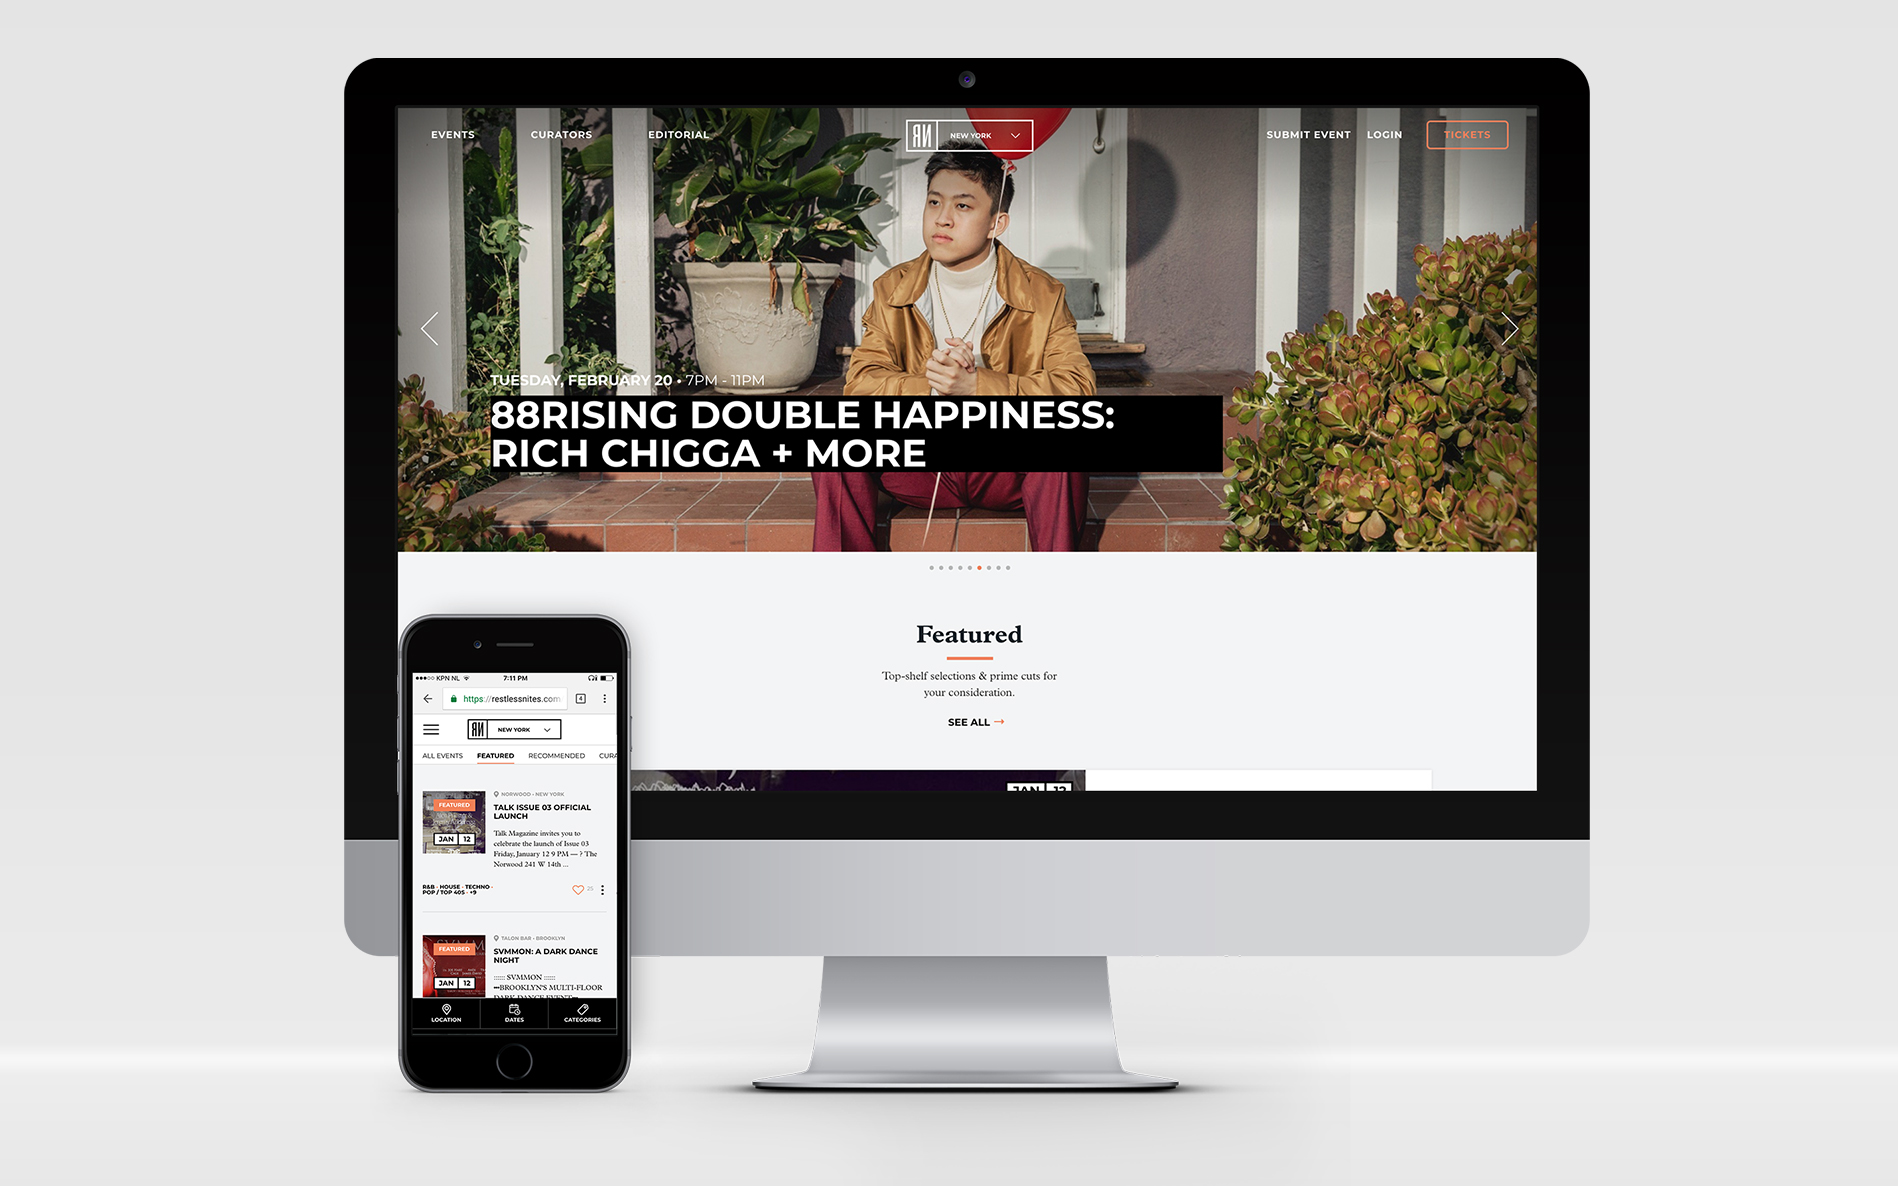 EVENTS CURATORS EDITORIAL
NEW YORK
SUBMIT EVENT LOGIN TICKETS
TUESDAY, FEBRUARY 20 • 7PM - 11PM
88RISING DOUBLE HAPPINESS:
RICH CHIGGA + MORE
Featured
Top-shelf selections & prime cuts for
your consideration.
SEE ALL →
JAN 12
KPN NL 7:11 PM
https://restlessnites.com 4
NEW YORK
ALL EVENTS FEATURED RECOMMENDED CURA
FEATURED
JAN 12
NORWOOD - NEW YORK
TALK ISSUE 03 OFFICIAL
LAUNCH
Talk Magazine invites you to
celebrate the launch of Issue 03
Friday, January 12 9 PM — ? The
Norwood 241 W 14th ...
R&B · HOUSE · TECHNO ·
POP / TOP 40S · +9
25
FEATURED
JAN 12
TALON BAR - BROOKLYN
SVMMON: A DARK DANCE
NIGHT
:::::: SVMMON ::::::
••BROOKLYN'S MULTI-FLOOR
DARK DANCE EVENT••
LOCATION DATES CATEGORIES